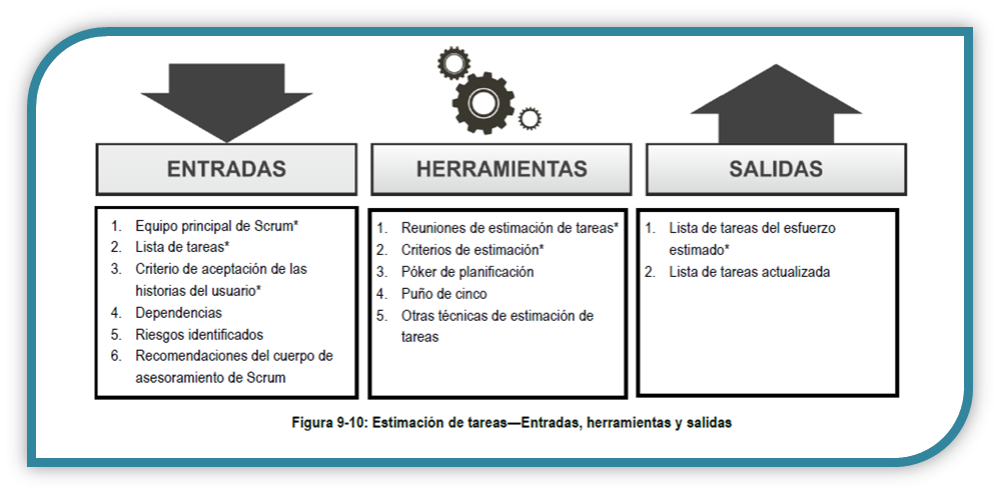 ENTRADAS
1. Equipo principal de Scrum*
2. Lista de tareas*
3. Criterio de aceptación de las
historias del usuario*
4. Dependencias
5. Riesgos identificados
6. Recomendaciones del cuerpo de
asesoramiento de Scrum
HERRAMIENTAS
1. Reuniones de estimación de tareas*
2. Criterios de estimación*
3. Póker de planificación
4. Puño de cinco
5. Otras técnicas de estimación de
tareas
SALIDAS
1. Lista de tareas del esfuerzo
estimado*
2. Lista de tareas actualizada
Figura 9-10: Estimación de tareas—Entradas, herramientas y salidas